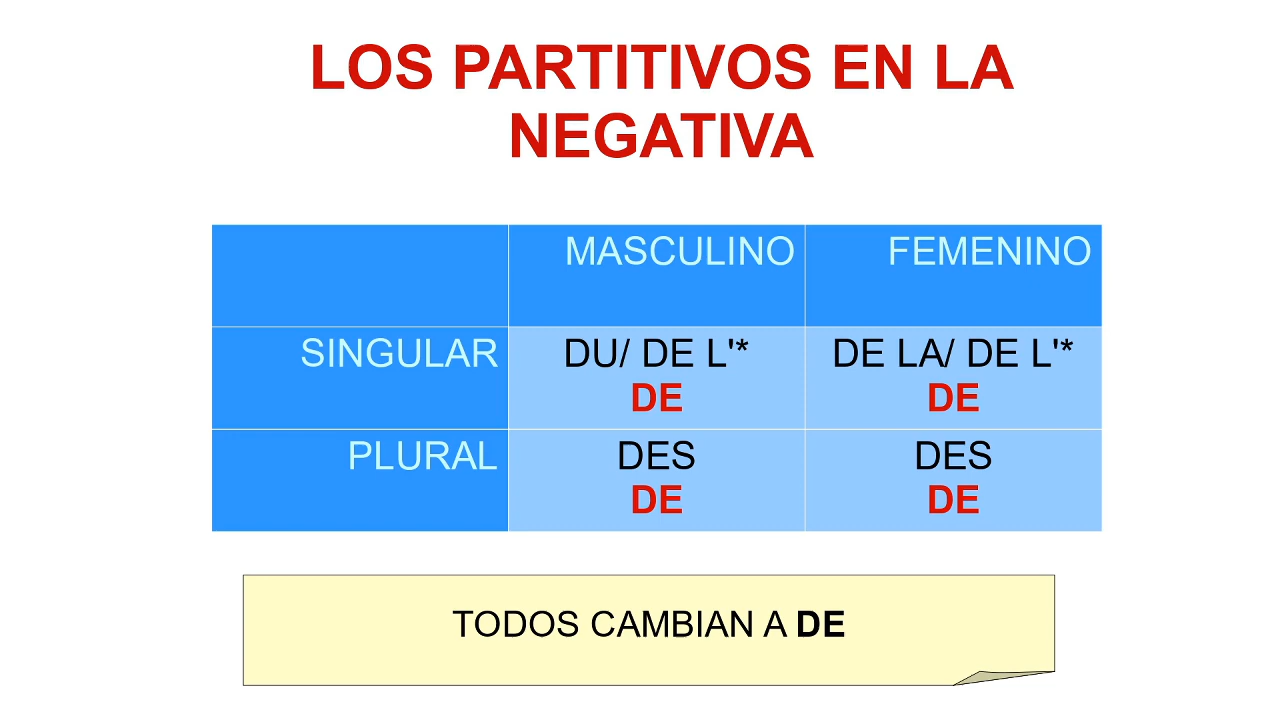 LOS PARTITIVOS EN LA
NEGATIVA
MASCULINO FEMENINO
SINGULAR DU/ DE L'* DE LA/ DE L'*
DE DE
PLURAL DES DES
DE DE
TODOS CAMBIAN A DE